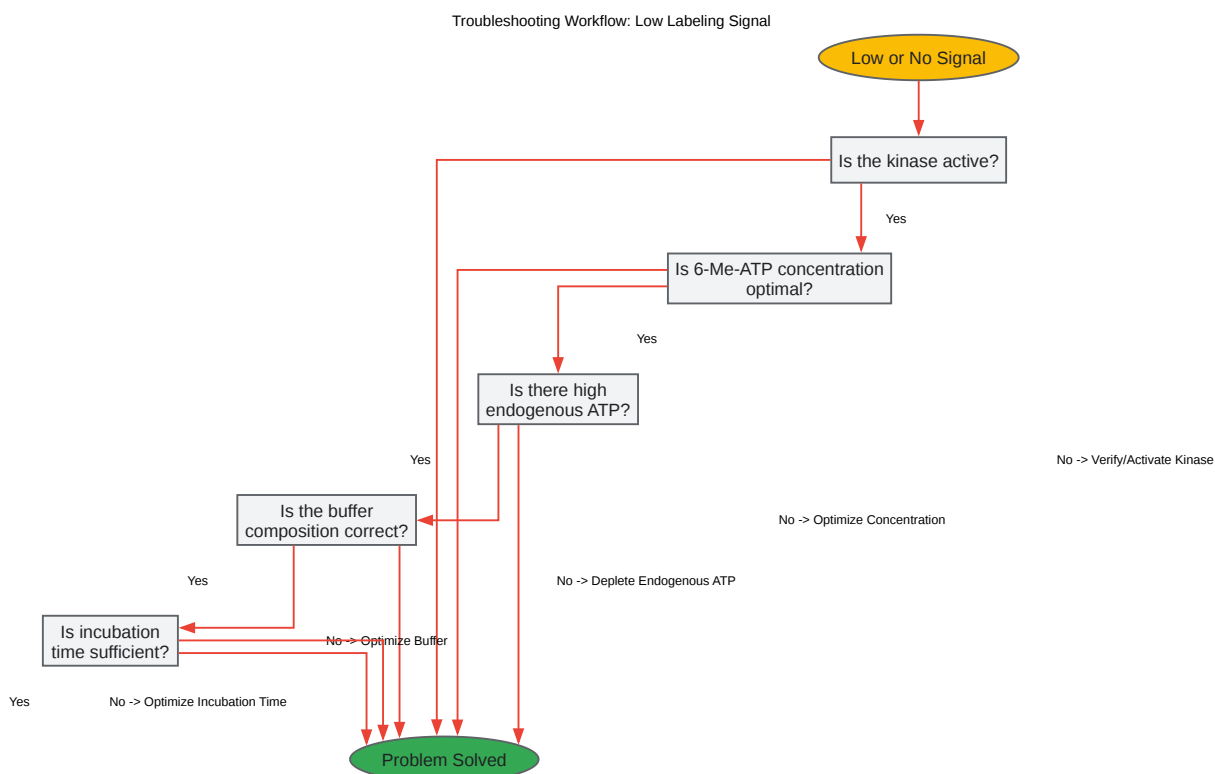 Troubleshooting Workflow: Low Labeling Signal
Low or No Signal
Is the kinase active?
Yes
Is 6-Me-ATP concentration
optimal?
Yes
Is there high
endogenous ATP?
Yes
No -> Verify/Activate Kinase
Is the buffer
composition correct?
No -> Optimize Concentration
Yes
No -> Deplete Endogenous ATP
Is incubation
time sufficient?
No -> Optimize Buffer
Yes
No -> Optimize Incubation Time
Problem Solved